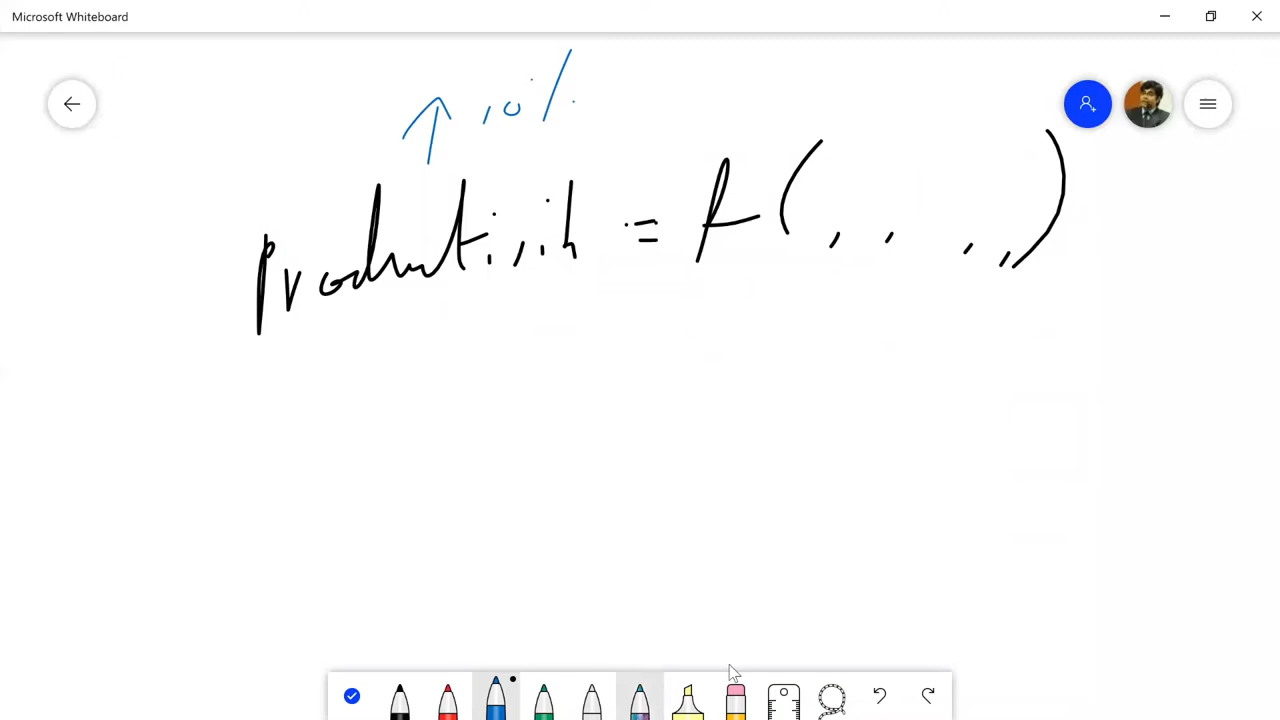 Microsoft Whiteboard
↑ 10%
Productivity = f( , , , , )